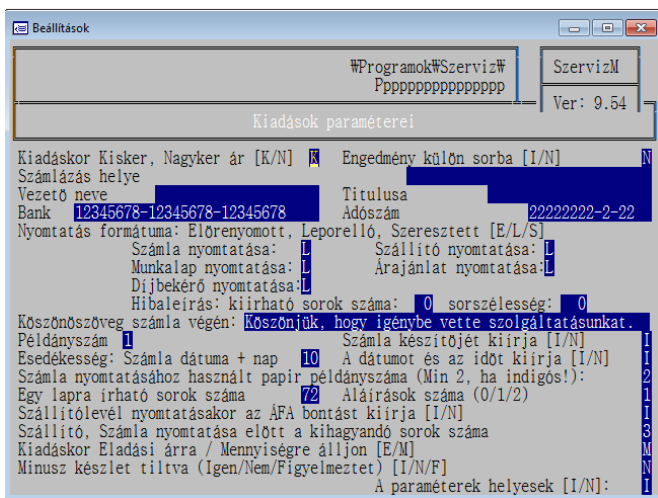 Beállítások
₩Programok₩Szerviz₩ SzervizM
Pppppppppppppppp
Ver: 9.54
Kiadások paraméterei
Kiadáskor Kisker, Nagyker ár [K/N] K Engedmény külön sorba [I/N] N
Számlázás helye
Vezető neve Titulusa
Bank 12345678-12345678-12345678 Adószám 22222222-2-22
Nyomtatás formátuma: Előrenyomott, Leporelló, Szeresztett [E/L/S]
Számla nyomtatása: L Szállító nyomtatása: L
Munkalap nyomtatása: L Árajánlat nyomtatása:L
Díjbekérő nyomtatása:L
Hibaleírás: kiirható sorok száma: 0 sorszélesség: 0
Köszönöszöveg számla végén: Köszönjük, hogy igénybe vette szolgáltatásunkat.
Példányszám 1 Számla készítőjét kiírja [I/N] I
Esedékesség: Számla dátuma + nap 10 A dátumot és az időt kiírja [I/N] I
Számla nyomtatásához használt papir példányszáma (Min 2, ha indigós!): 2
Egy lapra írható sorok száma 72 Aláírások száma (0/1/2) 1
Szállítólevél nyomtatásakor az ÁFA bontást kiírja [I/N] I
Szállító, Számla nyomtatása előtt a kihagyandó sorok száma 3
Kiadáskor Eladási árra / Mennyiségre álljon [E/M] M
Minusz készlet tiltva (Igen/Nem/Figyelmeztet) [I/N/F] N
A paraméterek helyesek [I/N]: I